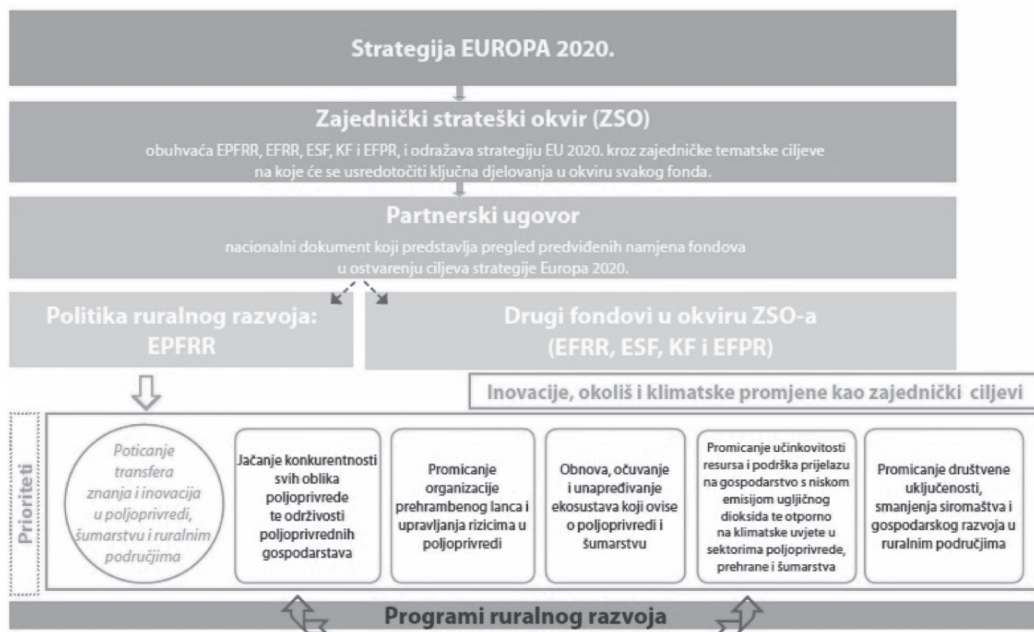 Strategija EUROPA 2020.
Zajednički strateški okvir (ZSO)
obuhvaća EPFRR, EFRR, ESF, KF i EFPR, i odražava strategiju EU 2020. kroz zajedničke tematske ciljeve
na koje će se usredotočiti ključna djelovanja u okviru svakog fonda.
Partnerski ugovor
nacionalni dokument koji predstavlja pregled predviđenih namjena fondova
u ostvarenju ciljeva strategije Europa 2020.
Politika ruralnog razvoja:
EPFRR
Drugi fondovi u okviru ZSO-a
(EFRR, ESF, KF i EFPR)
Inovacije, okoliš i klimatske promjene kao zajednički ciljevi
Prioriteti
Poticanje
transfera
znanja i inovacija
u poljoprivredi,
šumarstvu i ruralnim
područjima
Jačanje konkurentnosti
svih oblika
poljoprivrede
te održivosti
poljoprivrednih
gospodarstava
Promicanje
organizacije
prehrambenog lanca i
upravljanja rizicima u
poljoprivredi
Obnova, očuvanje
i unapređivanje
ekosustava koji ovise
o poljoprivredi i
šumarstvu
Promicanje učinkovitosti
resursa i podrška prijelazu
na gospodarstvo s niskom
emisijom ugljičnog
dioksida te otporno
na klimatske uvjete u
sektorima poljoprivrede,
prehrane i šumarstva
Promicanje društvene
uključenosti,
smanjenja siromaštva
i gospodarskog razvoja u
ruralnim područjima
Programi ruralnog razvoja